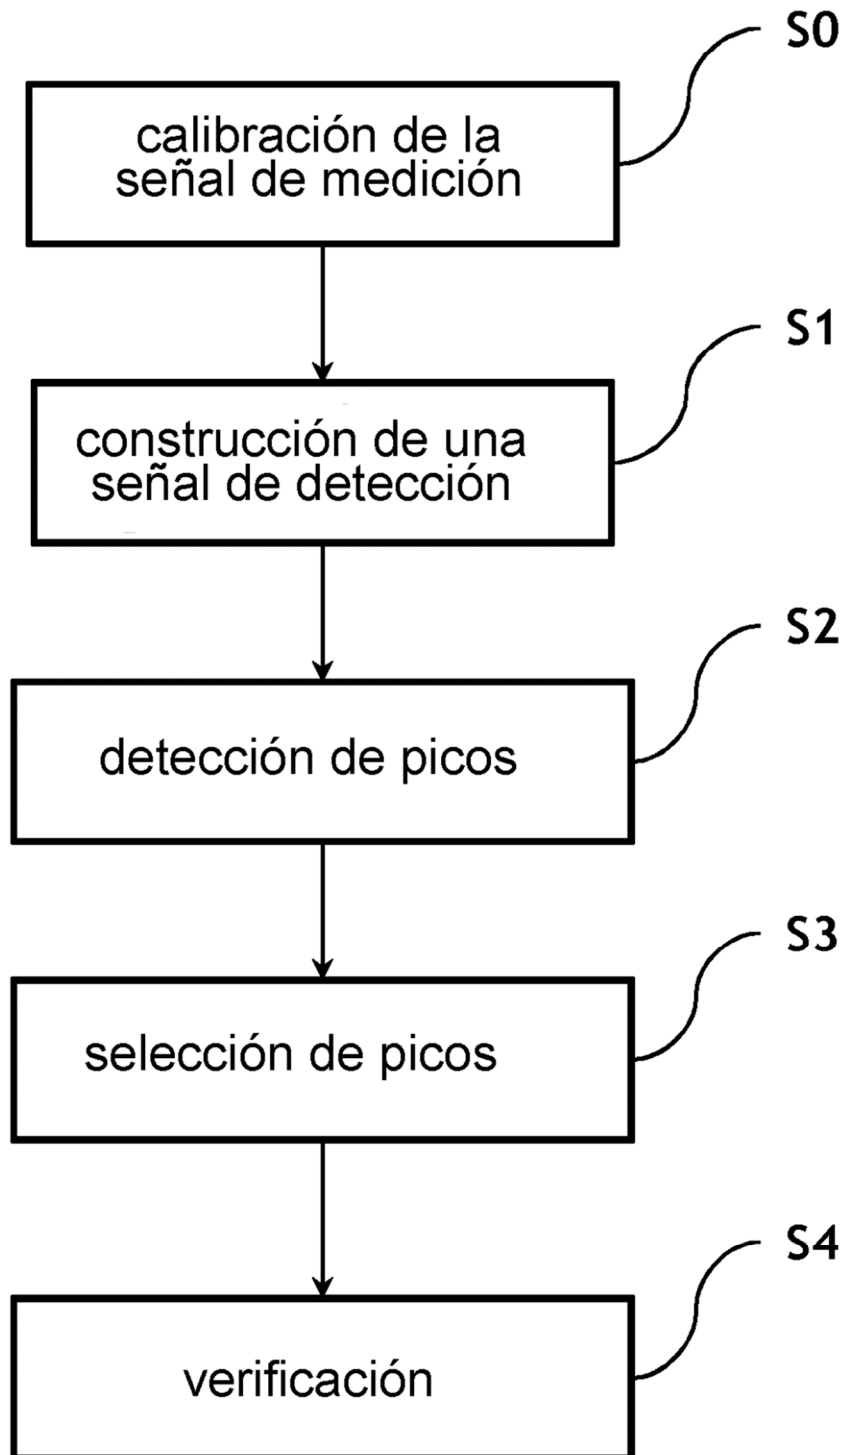 S0
calibración de la
señal de medición
S1
construcción de una
señal de detección
S2
detección de picos
S3
selección de picos
S4
verificación